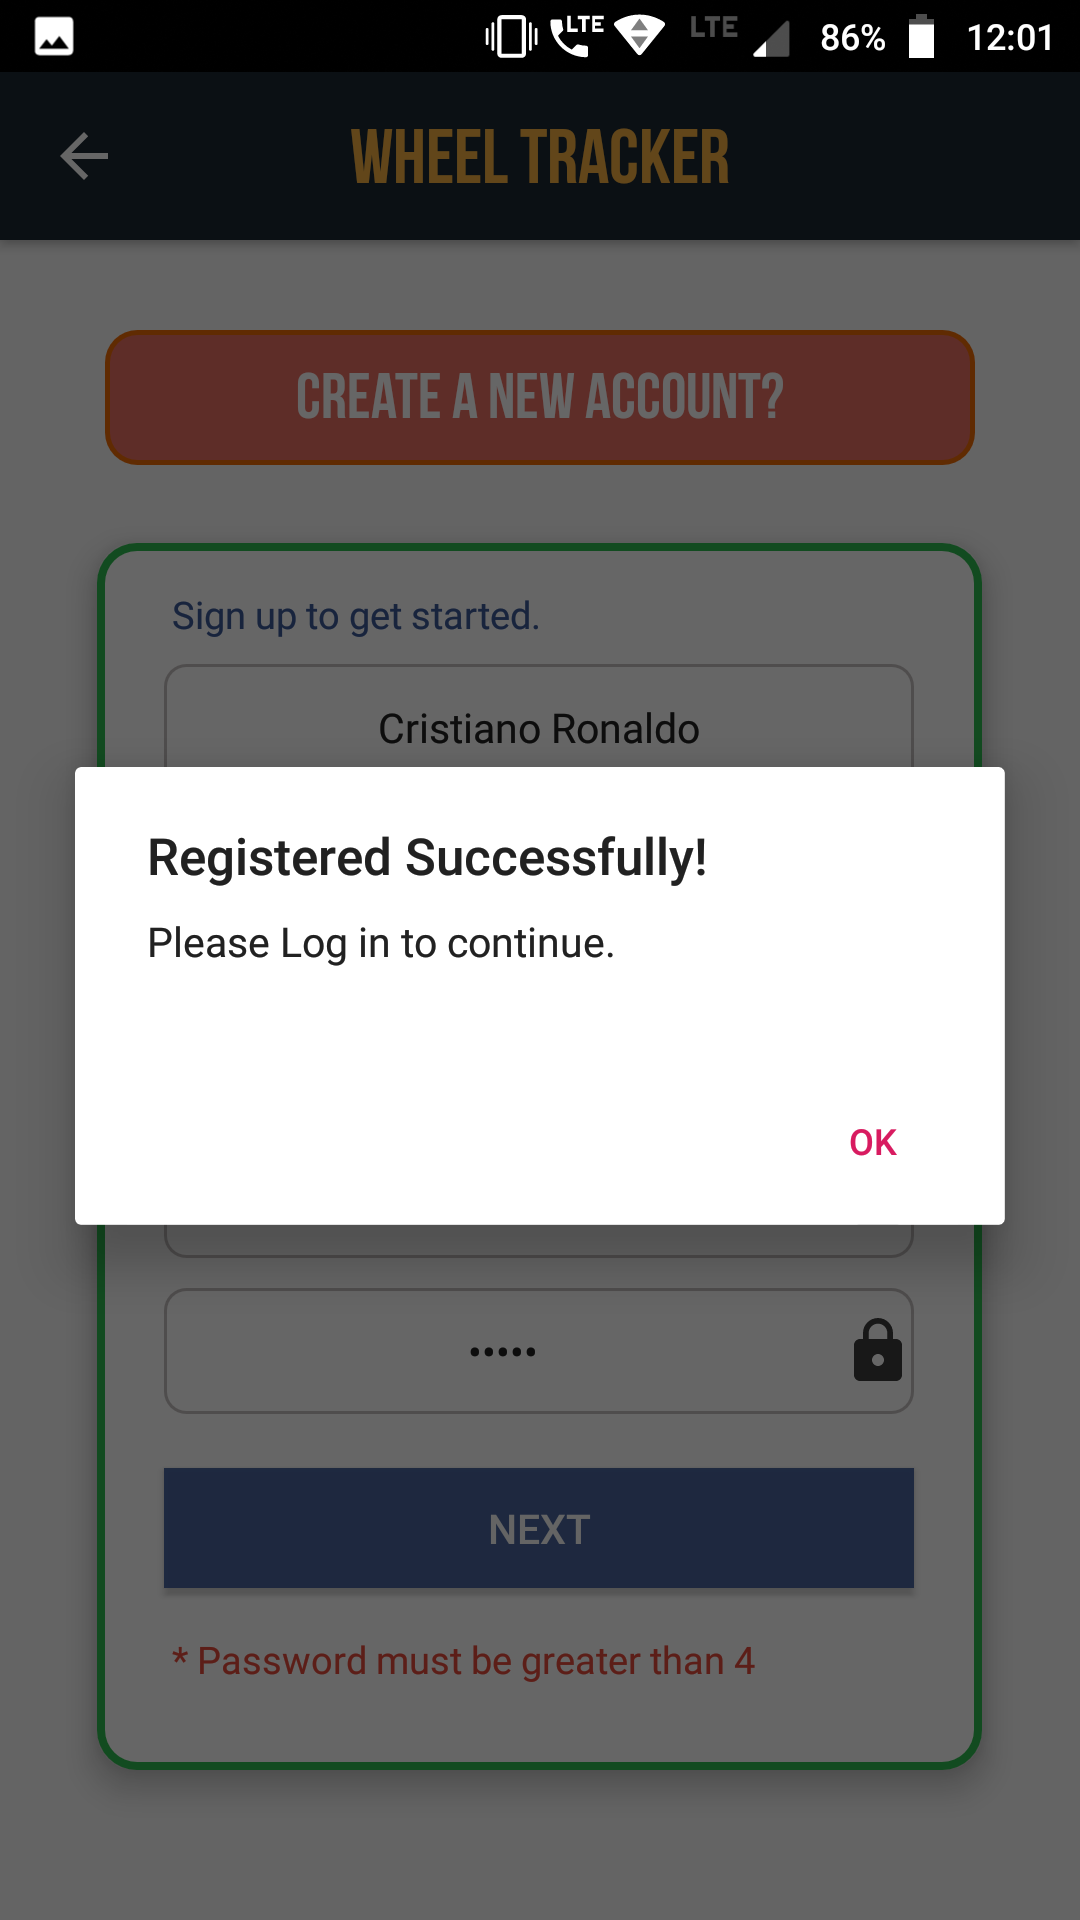 LTE LTE 86% 12:01
WHEEL TRACKER
CREATE A NEW ACCOUNT?
Sign up to get started.
Cristiano Ronaldo
Registered Successfully!
Please Log in to continue.
OK
•••••
NEXT
* Password must be greater than 4